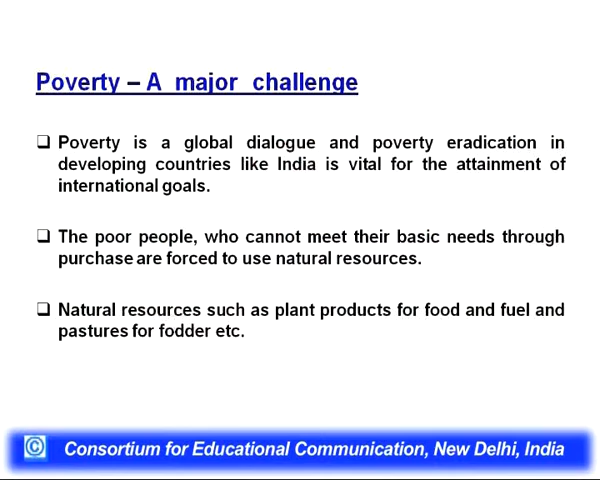 Poverty – A major challenge
❑ Poverty is a global dialogue and poverty eradication in
developing countries like India is vital for the attainment of
international goals.
❑ The poor people, who cannot meet their basic needs through
purchase are forced to use natural resources.
❑ Natural resources such as plant products for food and fuel and
pastures for fodder etc.
© Consortium for Educational Communication, New Delhi, India